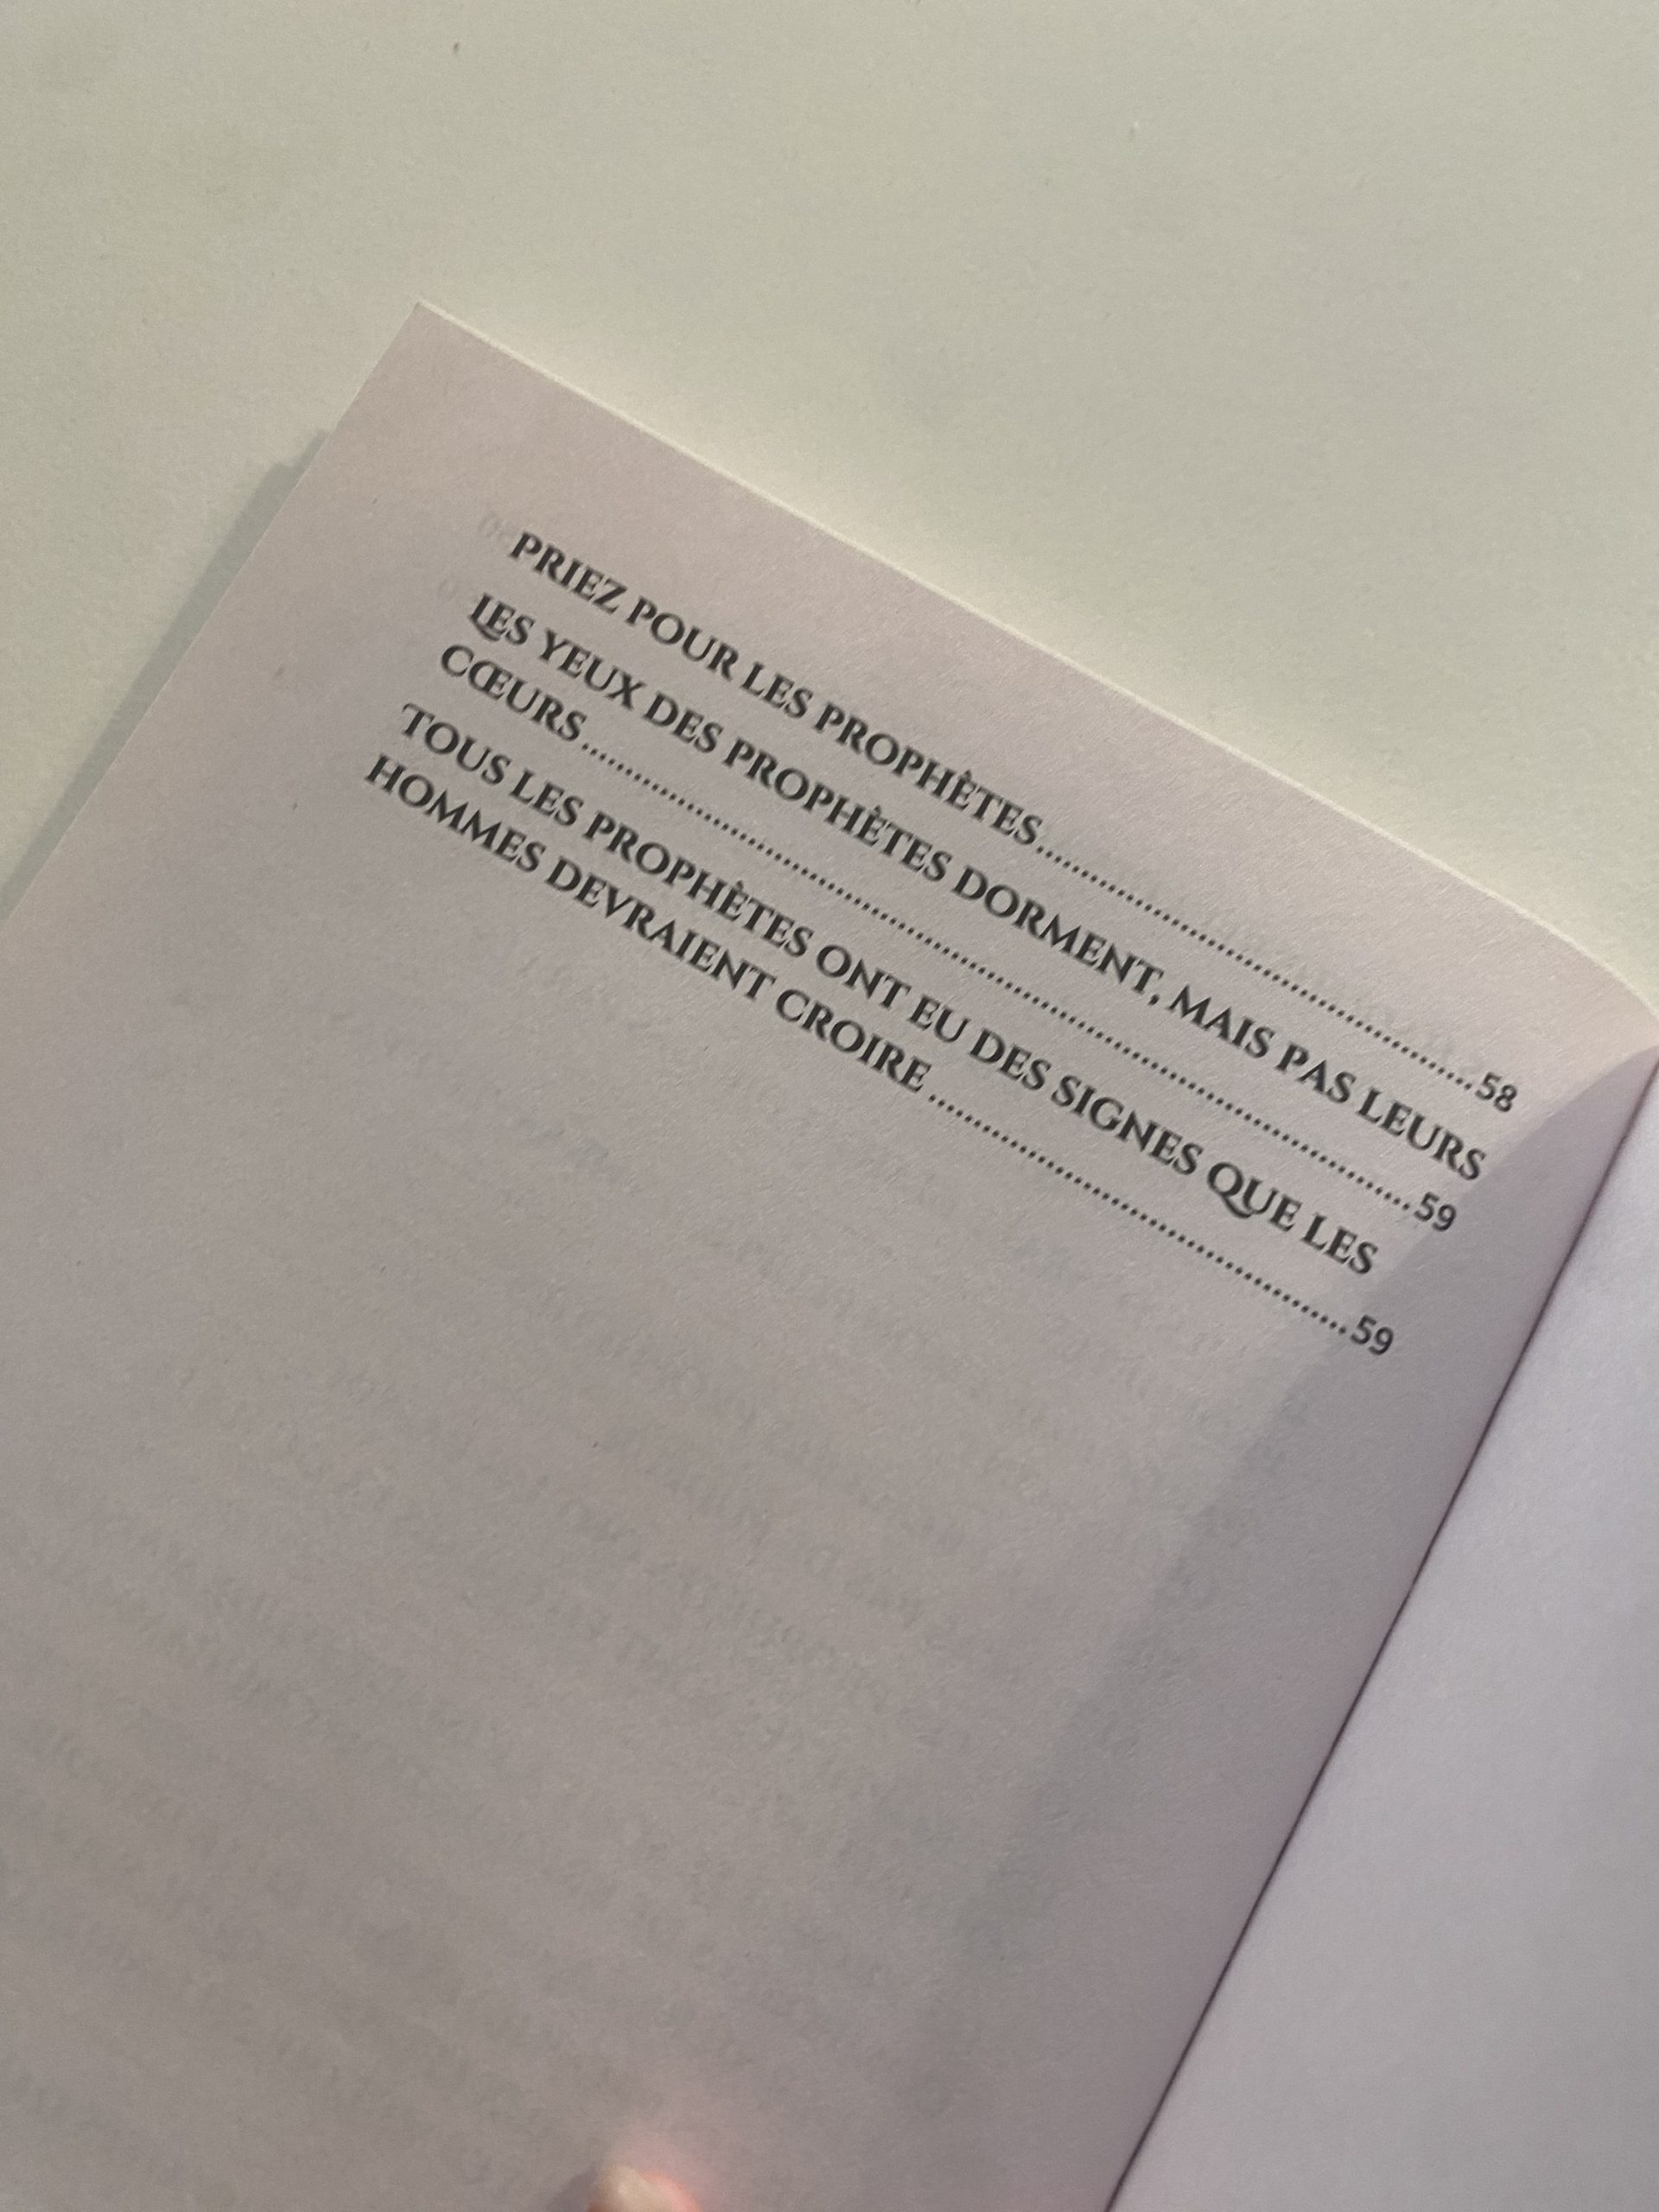 PRIEZ POUR LES PROPHÈTES..............................58
LES YEUX DES PROPHÈTES DORMENT, MAIS PAS LEURS
CŒURS............................................................59
TOUS LES PROPHÈTES ONT EU DES SIGNES QUE LES
HOMMES DEVRAIENT CROIRE ..............................59